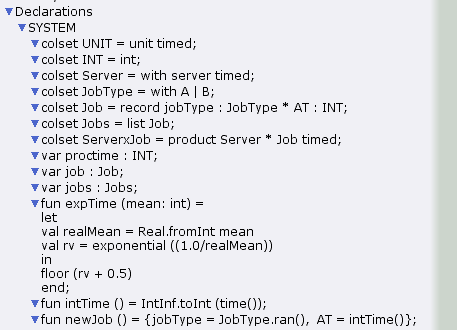 Declarations
SYSTEM
colset UNIT = unit timed;
colset INT = int;
colset Server = with server timed;
colset JobType = with A | B;
colset Job = record jobType : JobType * AT : INT;
colset Jobs = list Job;
colset ServerxJob = product Server * Job timed;
var proctime : INT;
var job : Job;
var jobs : Jobs;
fun expTime (mean: int) =
let
val realMean = Real.fromInt mean
val rv = exponential ((1.0/realMean))
in
floor (rv + 0.5)
end;
fun intTime () = IntInf.toInt (time());
fun newJob () = {jobType = JobType.ran(), AT = intTime()};